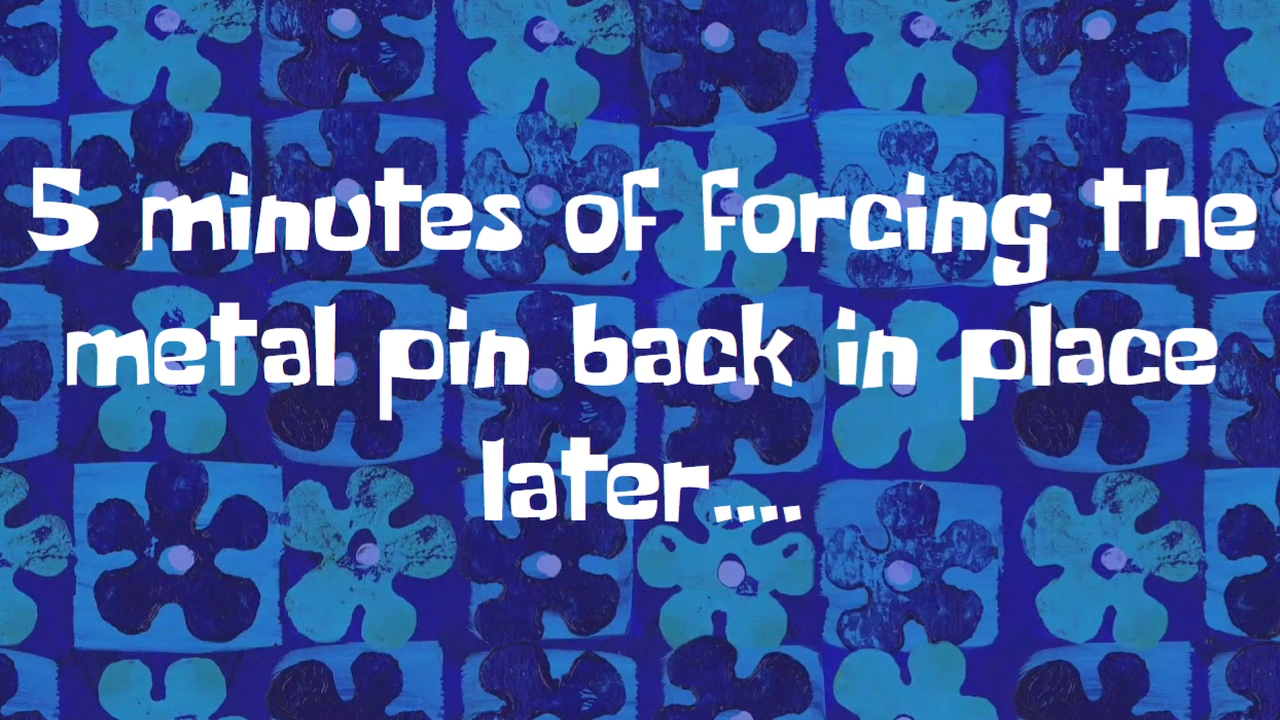 5 minutes of forcing the
metal pin back in place
later....